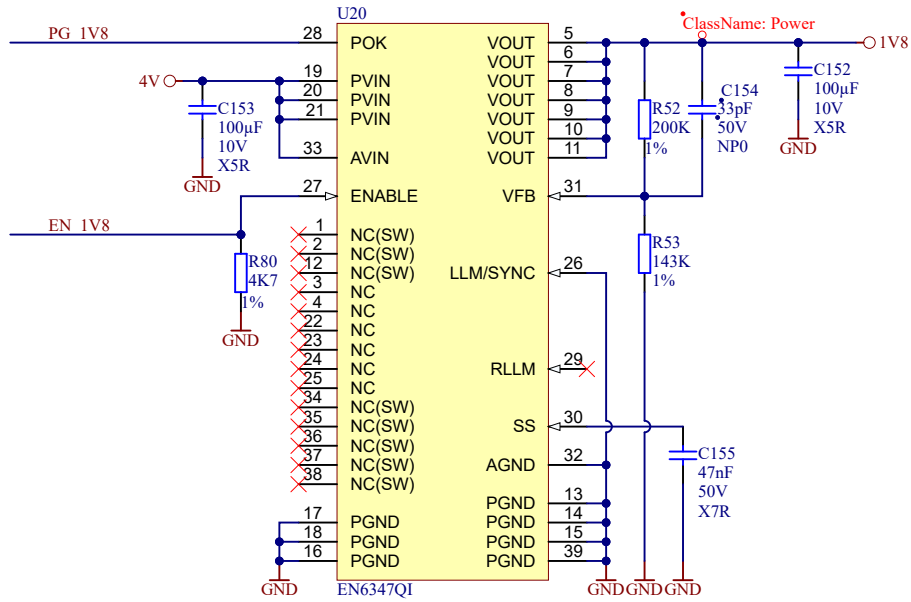 U20
ClassName: Power
PG_1V8
28
POK
VOUT
5
1V8
VOUT
6
4V
19
PVIN
VOUT
7
20
PVIN
VOUT
8
21
PVIN
VOUT
9
VOUT
10
33
AVIN
VOUT
11
C153
100µF
10V
X5R
GND
R52
200K
1%
C154
33pF
50V
NP0
C152
100µF
10V
X5R
GND
27
ENABLE
VFB
31
EN_1V8
R80
4K7
1%
GND
1
NC(SW)
2
NC(SW)
12
NC(SW)
LLM/SYNC
26
R53
143K
1%
3
NC
4
NC
22
NC
23
NC
24
NC
RLLM
29
25
NC
34
NC(SW)
35
NC(SW)
SS
30
36
NC(SW)
37
NC(SW)
AGND
32
38
NC(SW)
C155
47nF
50V
X7R
PGND
13
17
PGND
PGND
14
18
PGND
PGND
15
16
PGND
PGND
39
GND
EN6347QI
GND
GND
GND